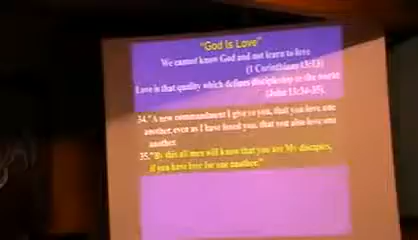 "God Is Love"
We cannot know God and not learn to love
(1 Corinthians 13:13)
Love is that quality which defines discipleship to the world
(John 13:34-35).
34."A new commandment I give to you, that you love one
another, even as I have loved you, that you also love one
another.
35."By this all men will know that you are My disciples,
if you have love for one another."